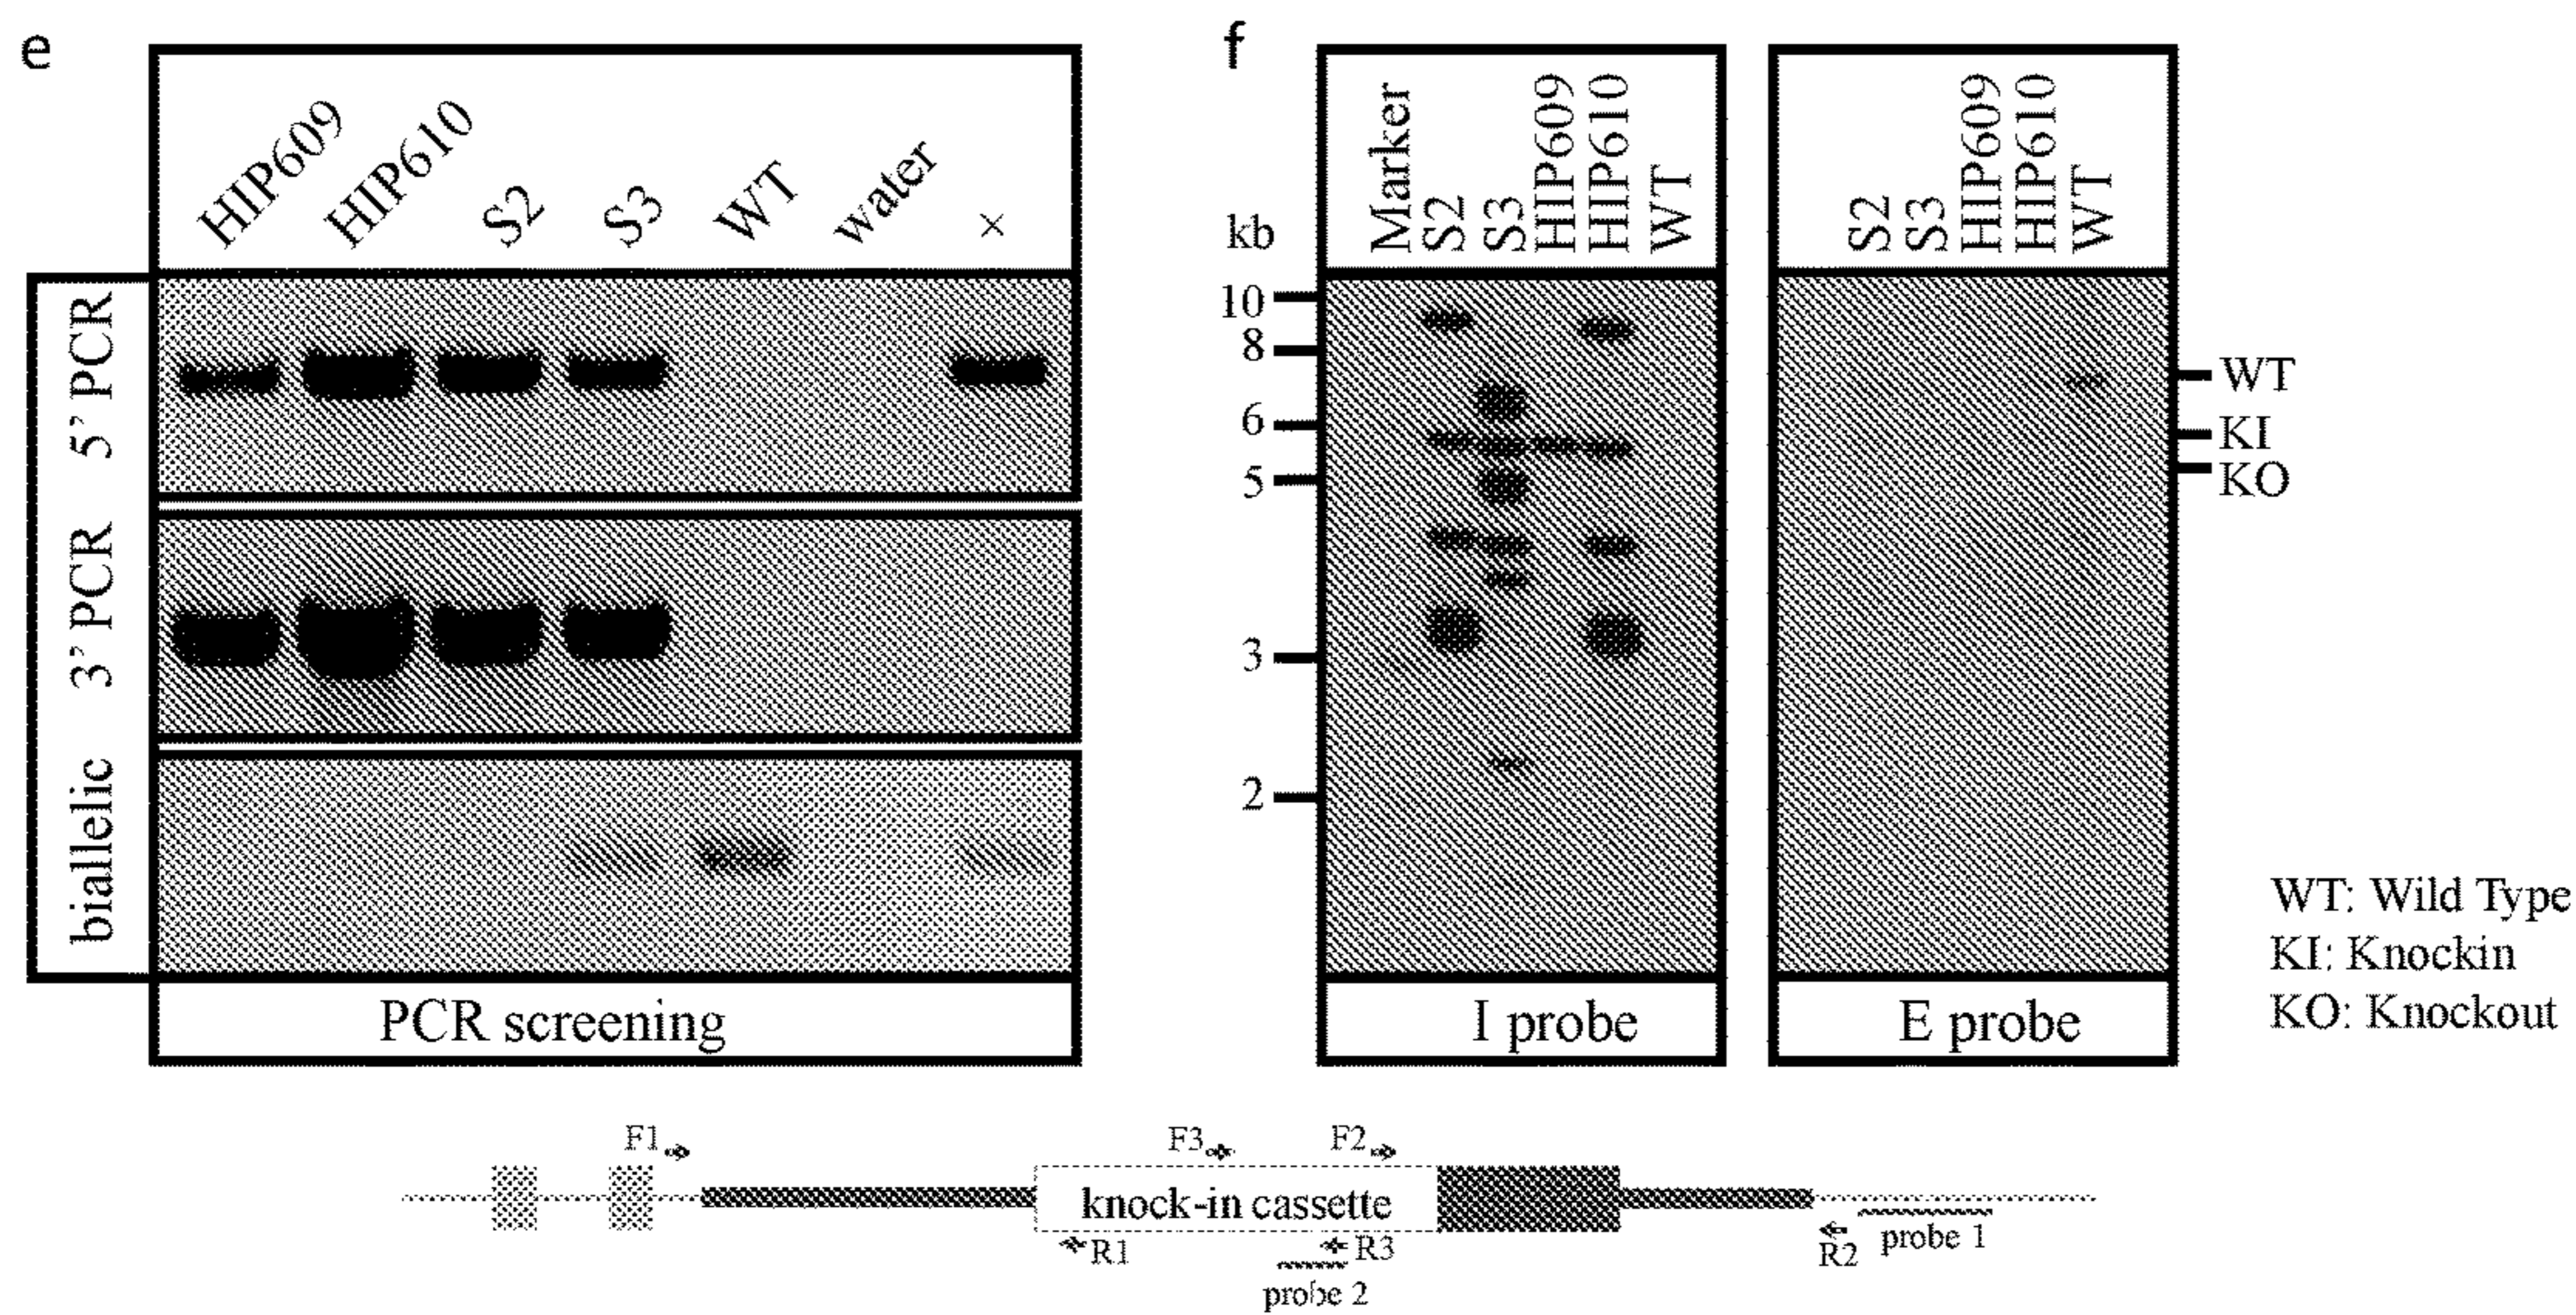 e
HIP609
HIP610
S2
S3
WT
water
+
5’ PCR
3’ PCR
biallelic
PCR screening
f
kb
Marker
S2
S3
HIP609
HIP610
WT
10
8
6
5
3
2
I probe
S2
S3
HIP609
HIP610
WT
WT
KI
KO
E probe
WT: Wild Type
KI: Knockin
KO: Knockout
F1
F3
F2
knock-in cassette
R1
R3
R2
probe 1
probe 2